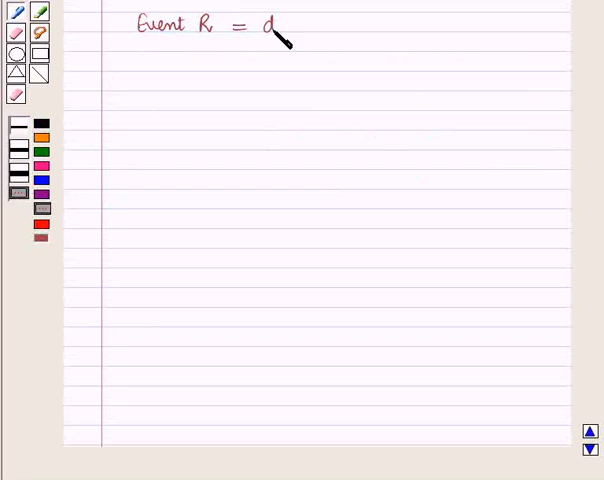 Event R = d